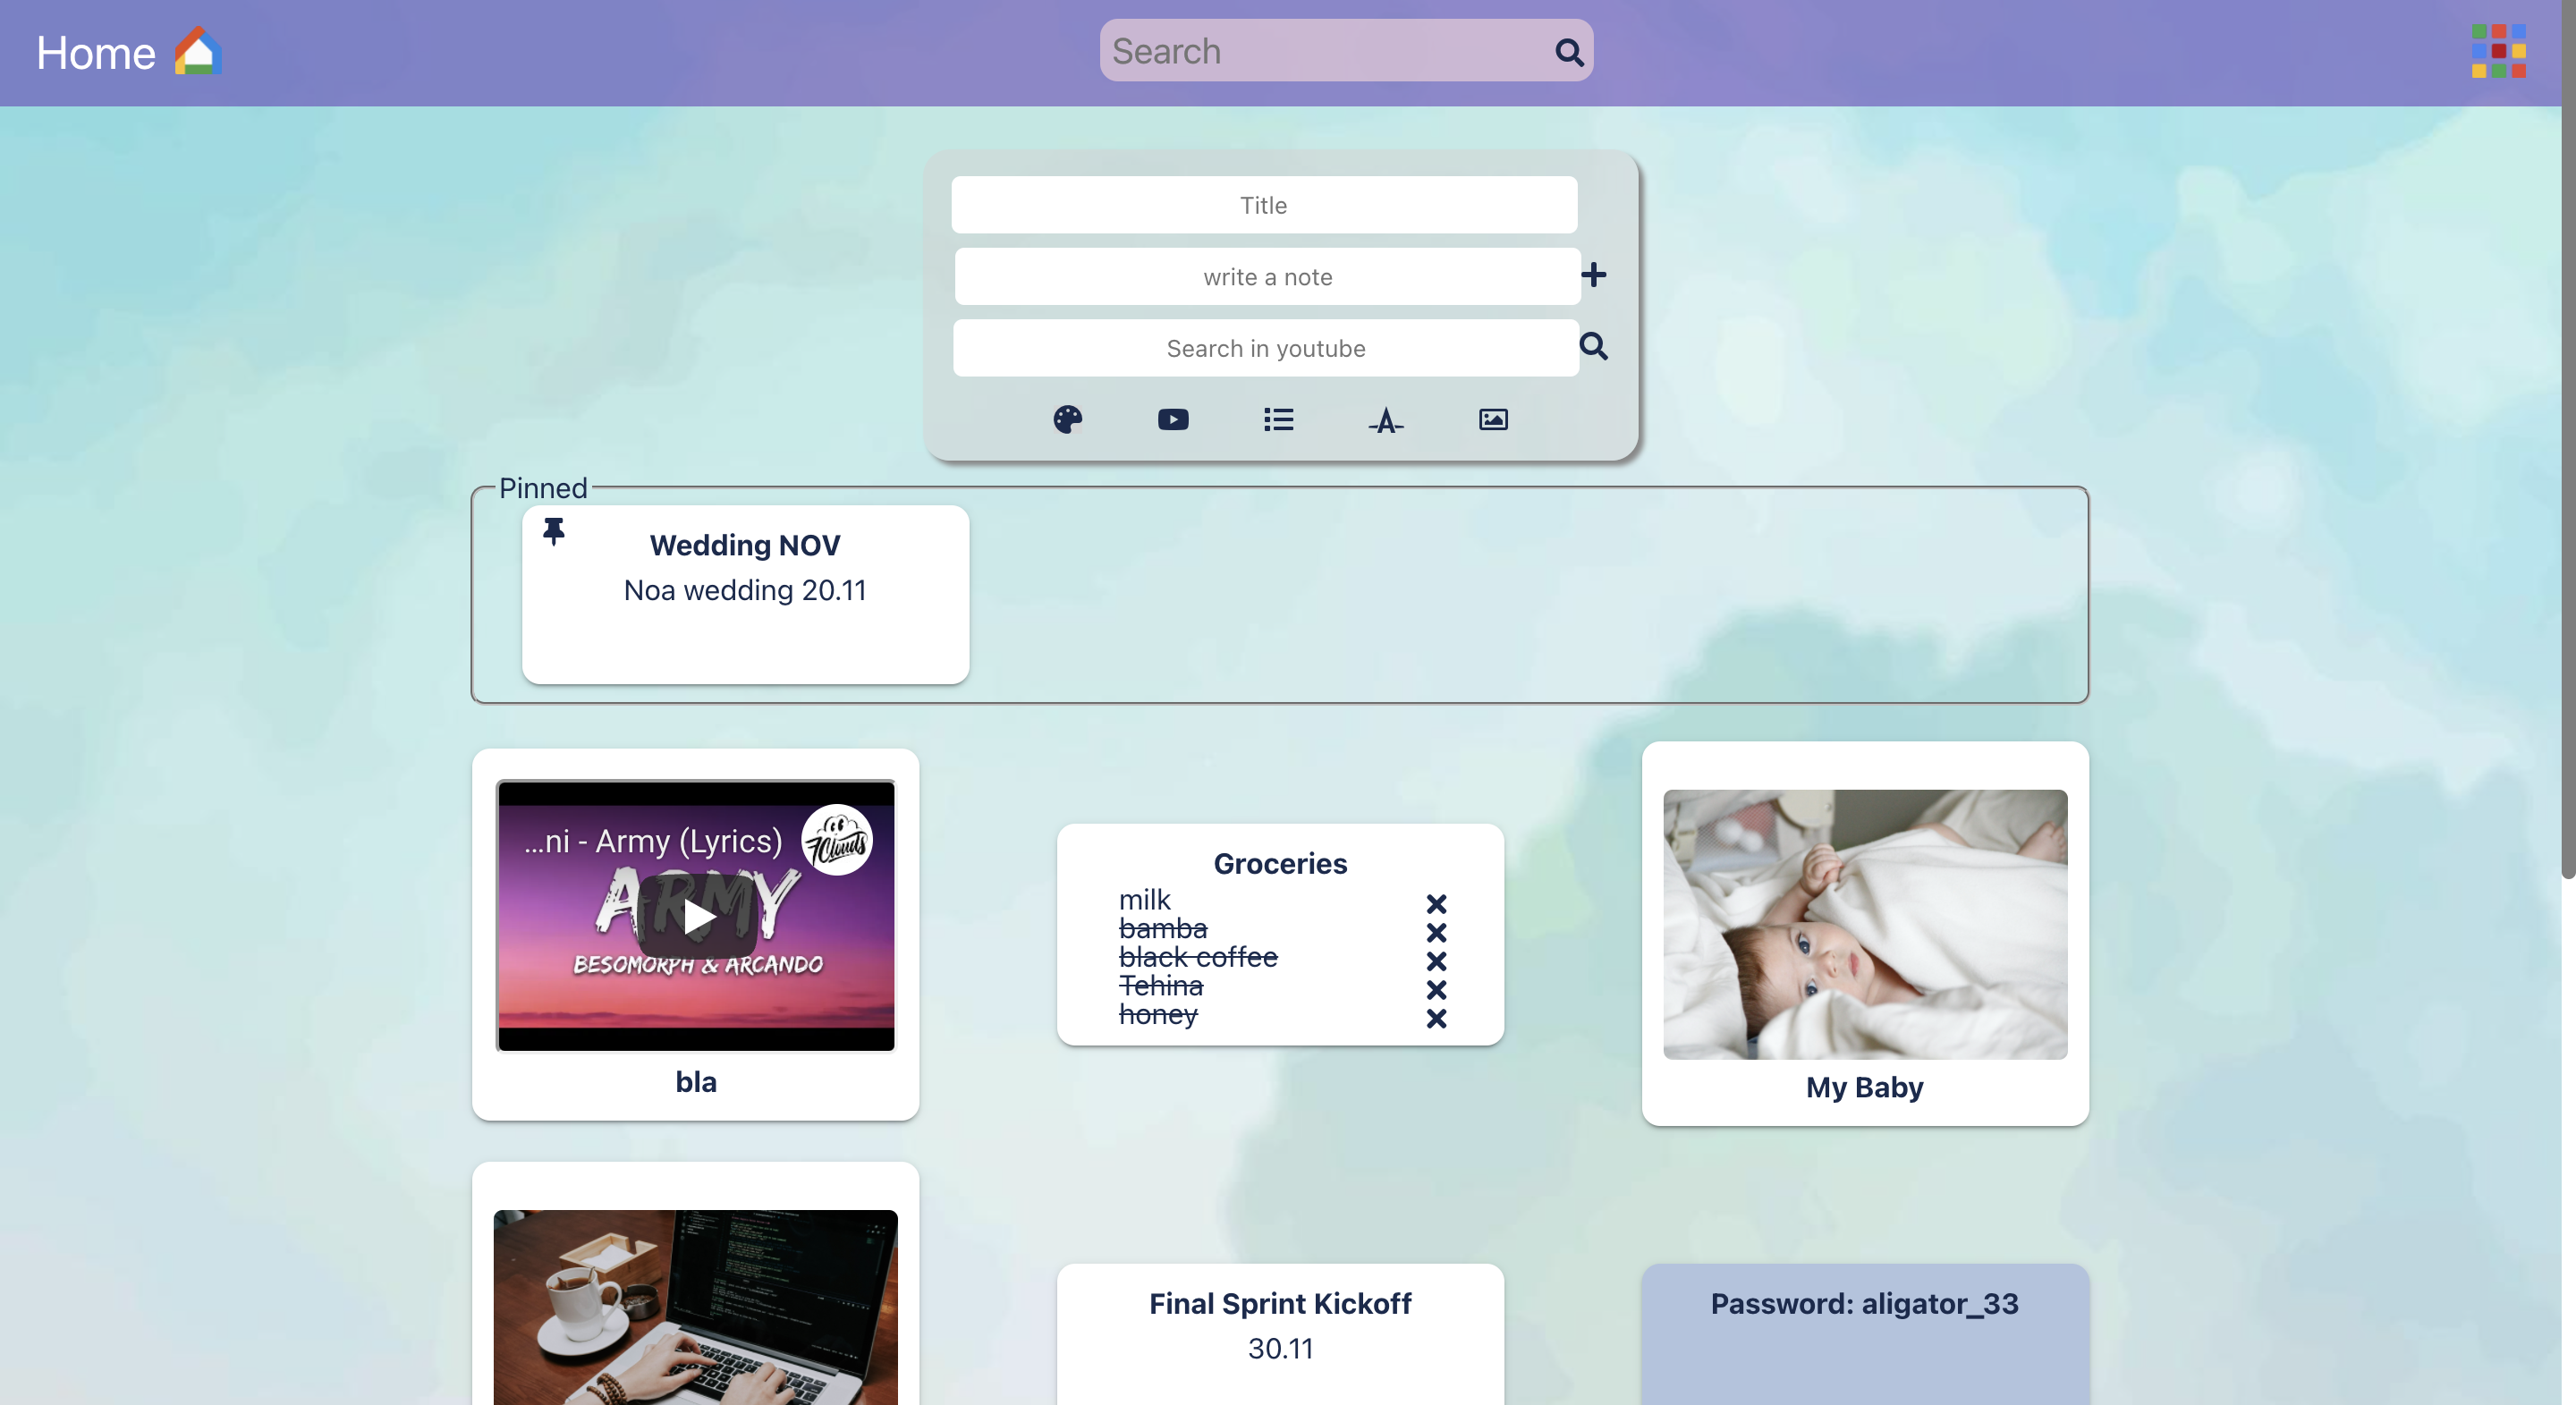 Home
Search
Title
write a note
Search in youtube
Pinned
Wedding NOV
Noa wedding 20.11
...ni - Army (Lyrics)
7Clouds
ARMY
BESOMORPH & ARCANDO
bla
Groceries
milk
bamba
black coffee
Tehina
honey
My Baby
Final Sprint Kickoff
30.11
Password: aligator_33